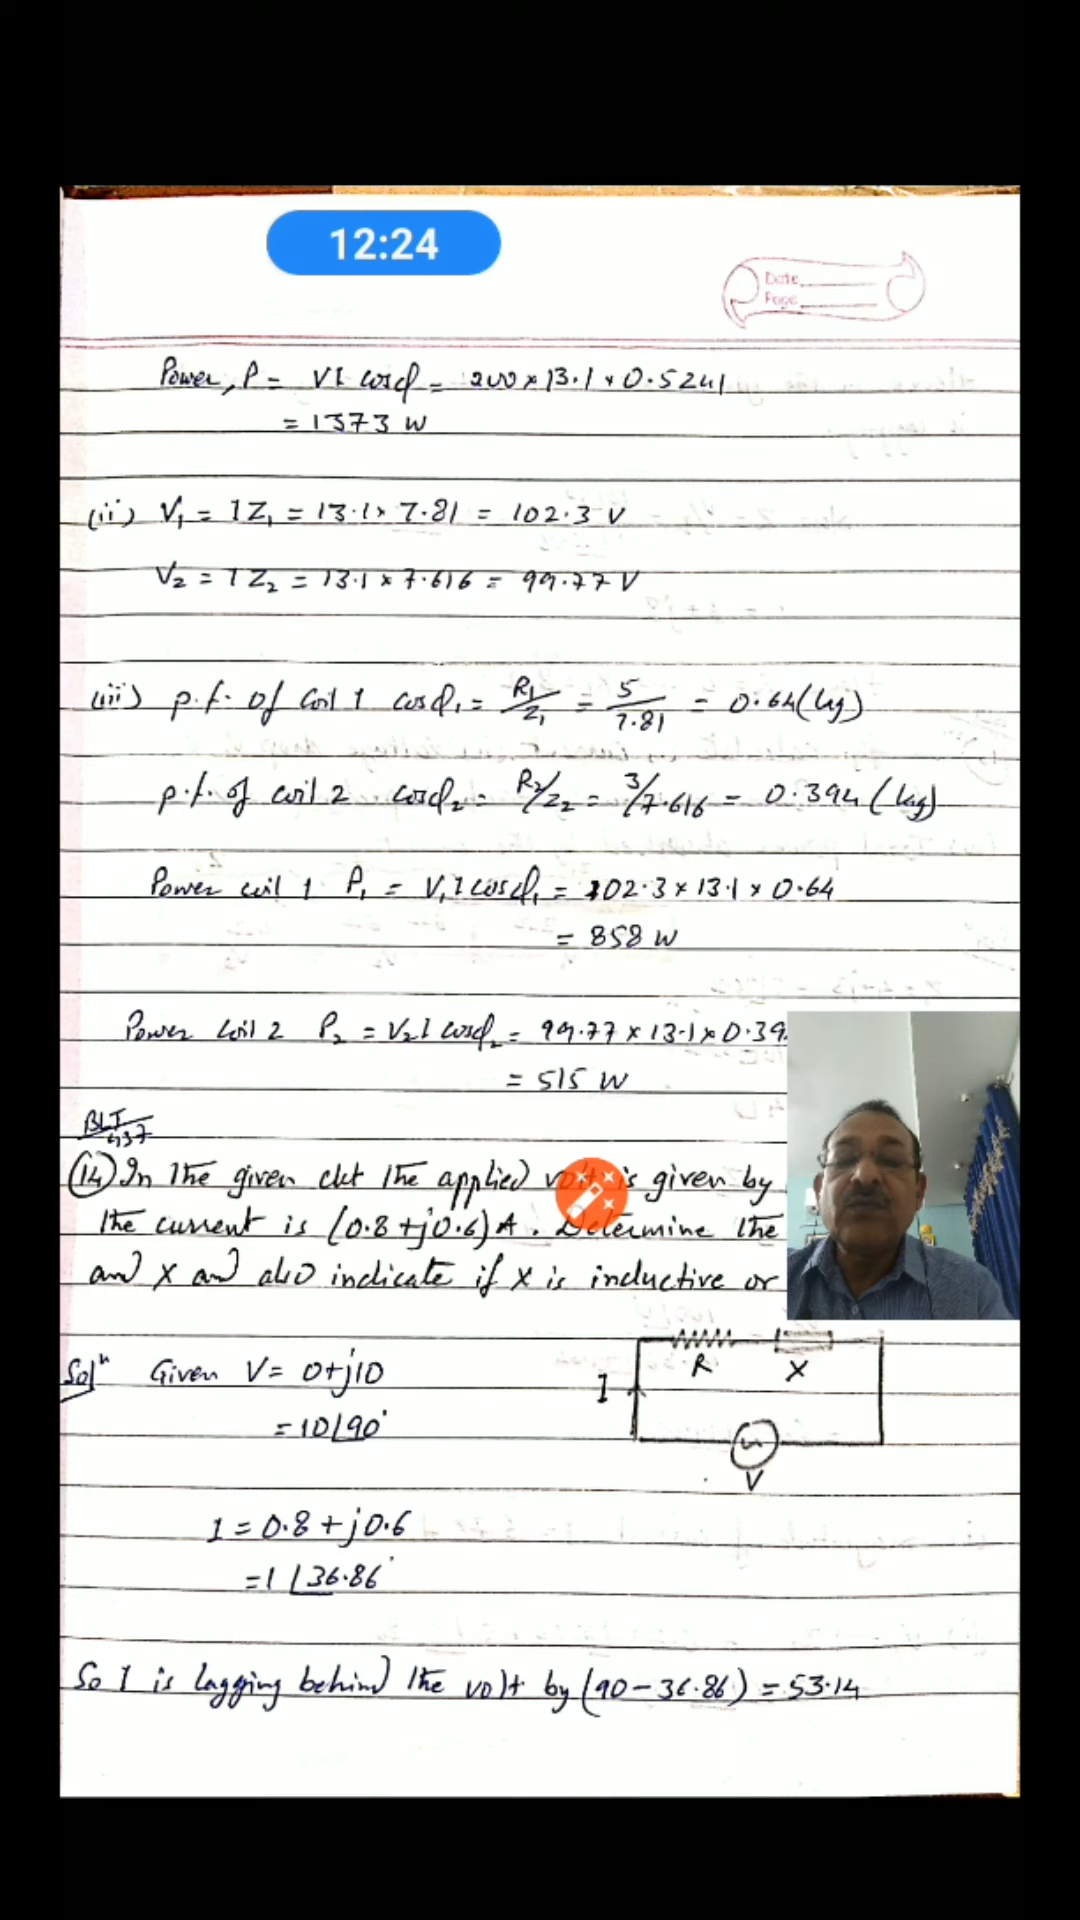 12:24
Date
Page
Power, P = VI cosφ = 200 × 13.1 × 0.5241
= 1373 W
(ii) V₁ = IZ₁ = 13.1 × 7.81 = 102.3 V
V₂ = IZ₂ = 13.1 × 7.616 = 99.77 V
(iii) p.f. of coil 1 cosφ₁ = R₁/Z₁ = 5/7.81 = 0.64 (lag)
p.f. of coil 2 cosφ₂ = R₂/Z₂ = 3/7.616 = 0.394 (lag)
Power coil 1 P₁ = V₁I cosφ₁ = 102.3 × 13.1 × 0.64
= 858 W
Power coil 2 P₂ = V₂I cosφ₂ = 99.77 × 13.1 × 0.39
= 515 W
BLT/437
(14) In the given ckt the applied volt is given by
the current is (0.8 + j0.6) A. Determine the
and X and also indicate if X is inductive or
R X
Solⁿ Given V = 0 + j10
I
= 10∠90°
V
I = 0.8 + j0.6
= 1∠36.86°
So I is lagging behind the volt by (90 - 36.86) = 53.14